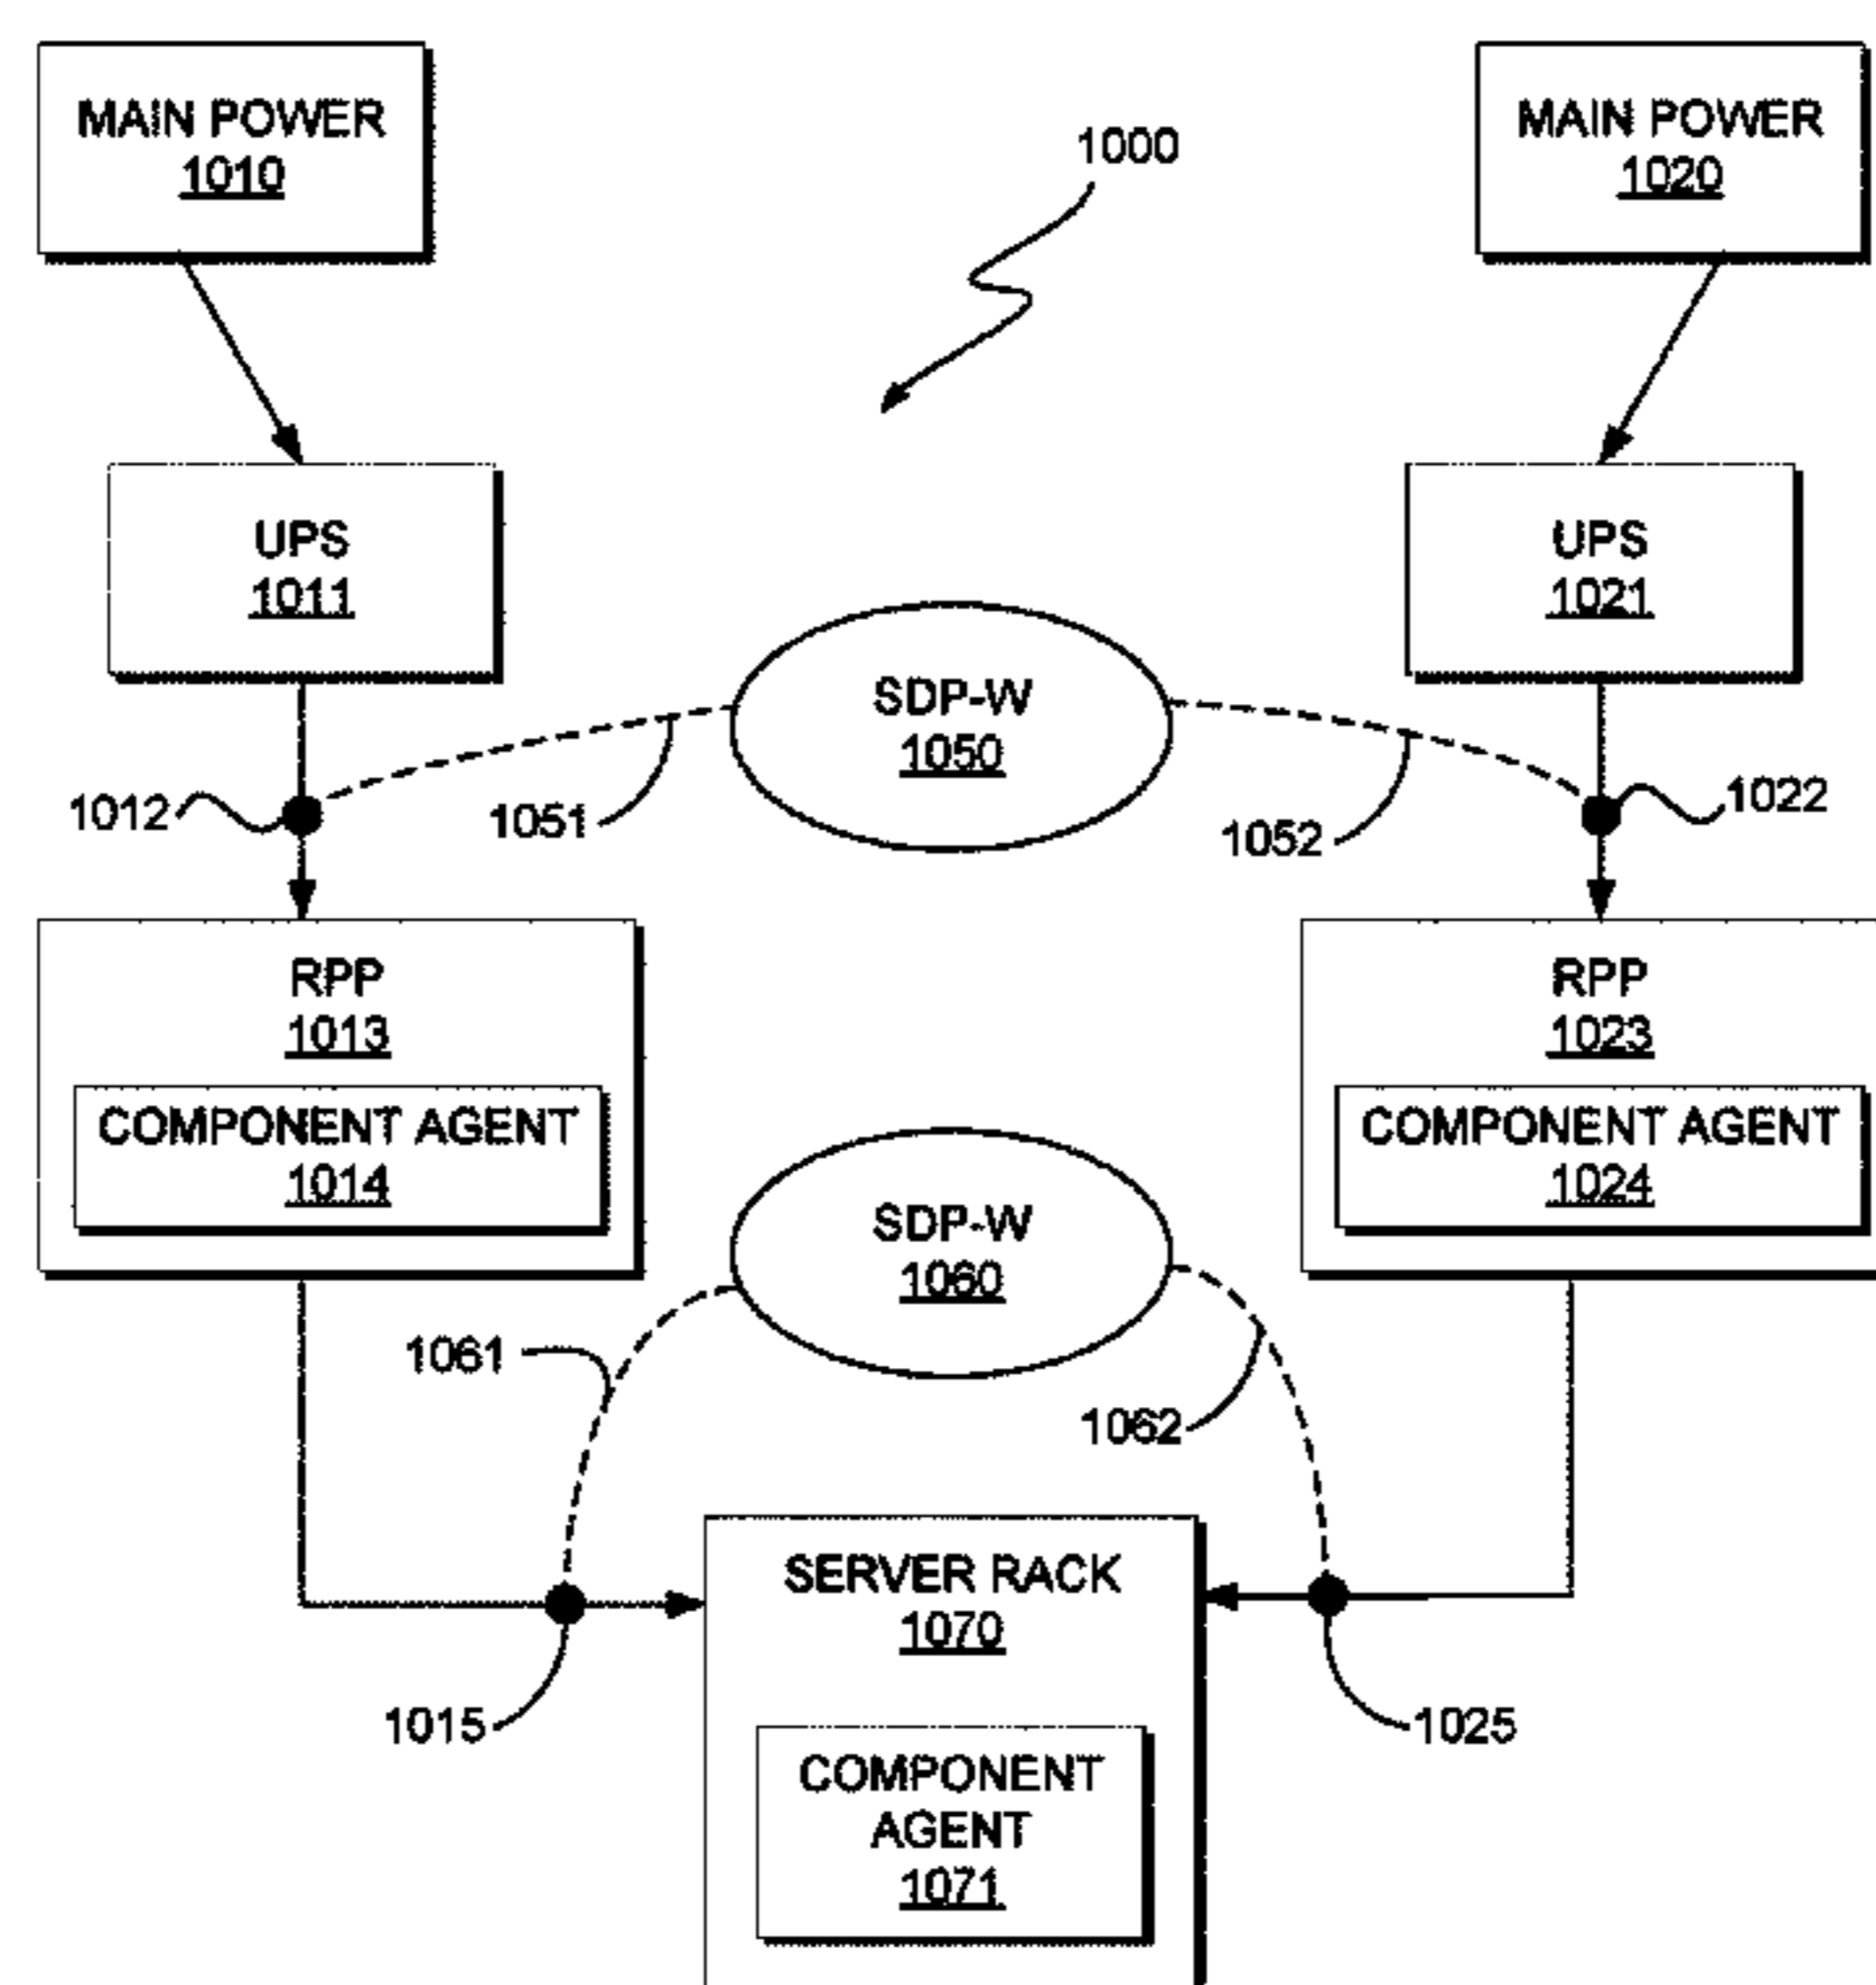 MAIN POWER
1010
MAIN POWER
1020
1000
UPS
1011
UPS
1021
SDP-W
1050
1012
1051
1052
1022
RPP
1013
COMPONENT AGENT
1014
RPP
1023
COMPONENT AGENT
1024
SDP-W
1060
1061
1062
SERVER RACK
1070
1015
1025
COMPONENT
AGENT
1071